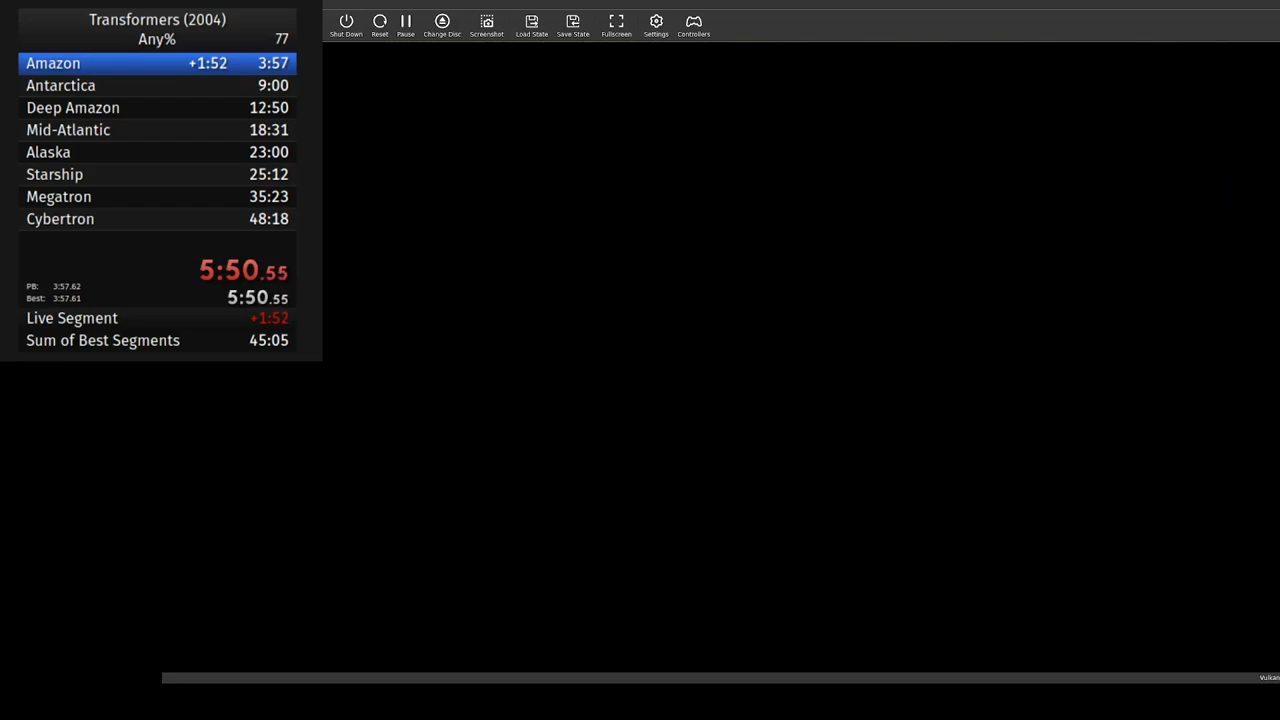 Transformers (2004)
Any% 77
Amazon +1:52 3:57
Antarctica 9:00
Deep Amazon 12:50
Mid-Atlantic 18:31
Alaska 23:00
Starship 25:12
Megatron 35:23
Cybertron 48:18
5:50.55
PB: 3:57.62
Best: 3:57.61
5:50.55
Live Segment +1:52
Sum of Best Segments 45:05
Shut Down Reset Pause Change Disc Screenshot Load State Save State Fullscreen Settings Controllers
Vulkan